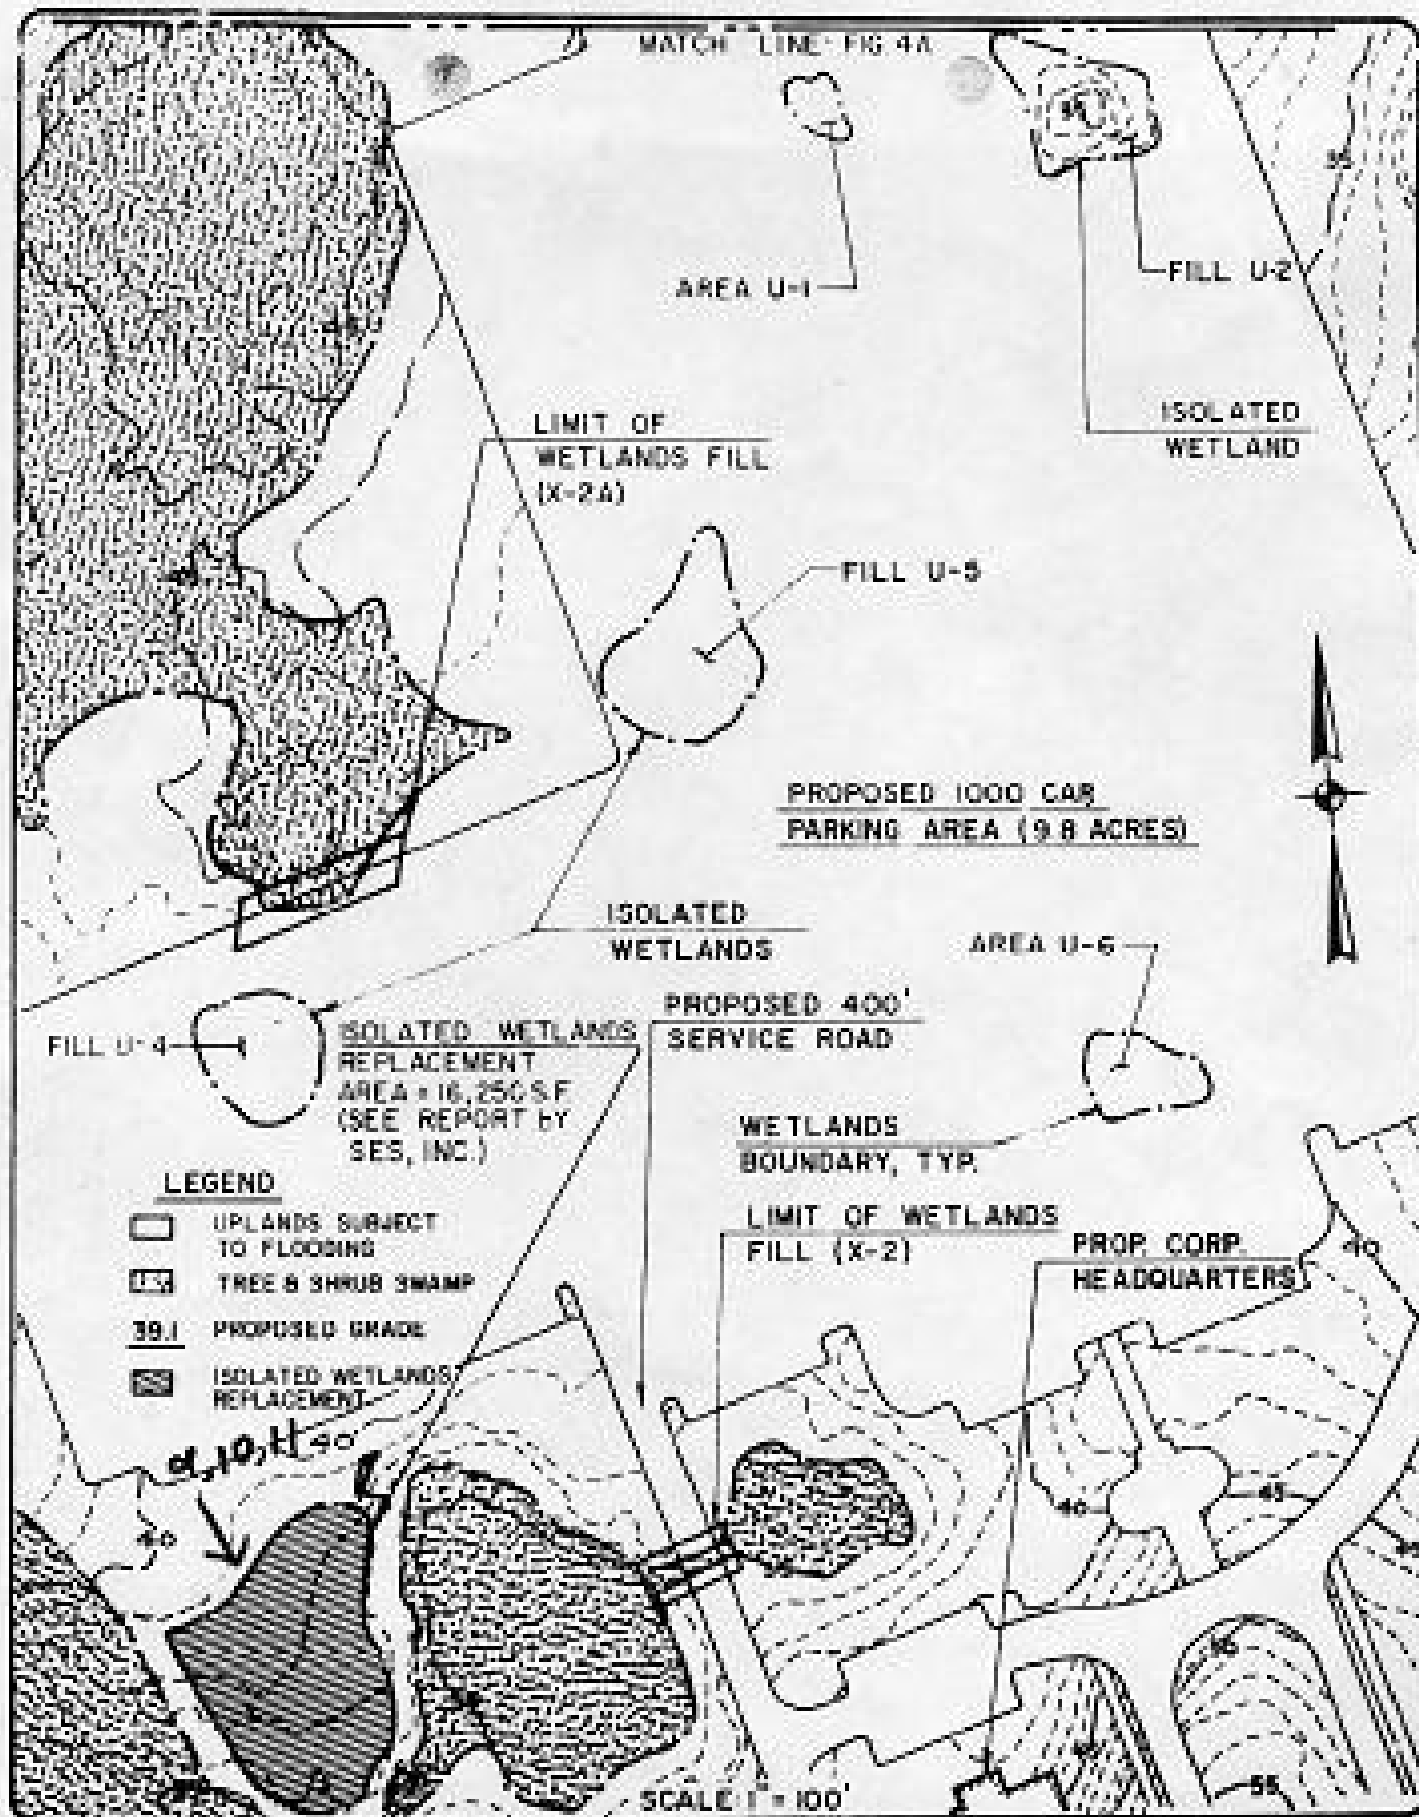 MATCH LINE FIG. 4A
AREA U-1
FILL U-2
35
ISOLATED
WETLAND
LIMIT OF
WETLANDS FILL
(X-2A)
FILL U-5
PROPOSED 1000 CAR
PARKING AREA (9.8 ACRES)
ISOLATED
WETLANDS
AREA U-6
PROPOSED 400'
SERVICE ROAD
FILL U-4
ISOLATED WETLANDS
REPLACEMENT
AREA = 16,250 S.F.
(SEE REPORT BY
SES, INC.)
WETLANDS
BOUNDARY, TYP.
LEGEND
UPLANDS SUBJECT
TO FLOODING
TREE & SHRUB SWAMP
39.1 PROPOSED GRADE
ISOLATED WETLANDS
REPLACEMENT
LIMIT OF WETLANDS
FILL (X-2)
PROP. CORP.
HEADQUARTERS
40
40
40
40
45
55
SCALE: 1" = 100'